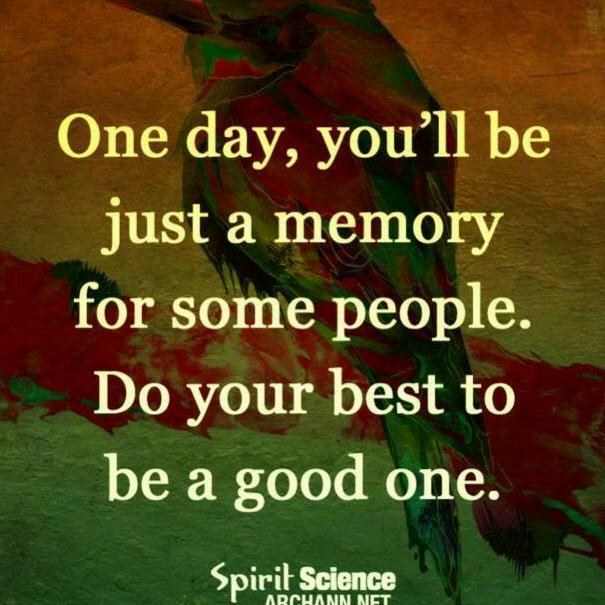 One day, you’ll be
just a memory
for some people.
Do your best to
be a good one.
Spirit Science
ARCHANN.NET